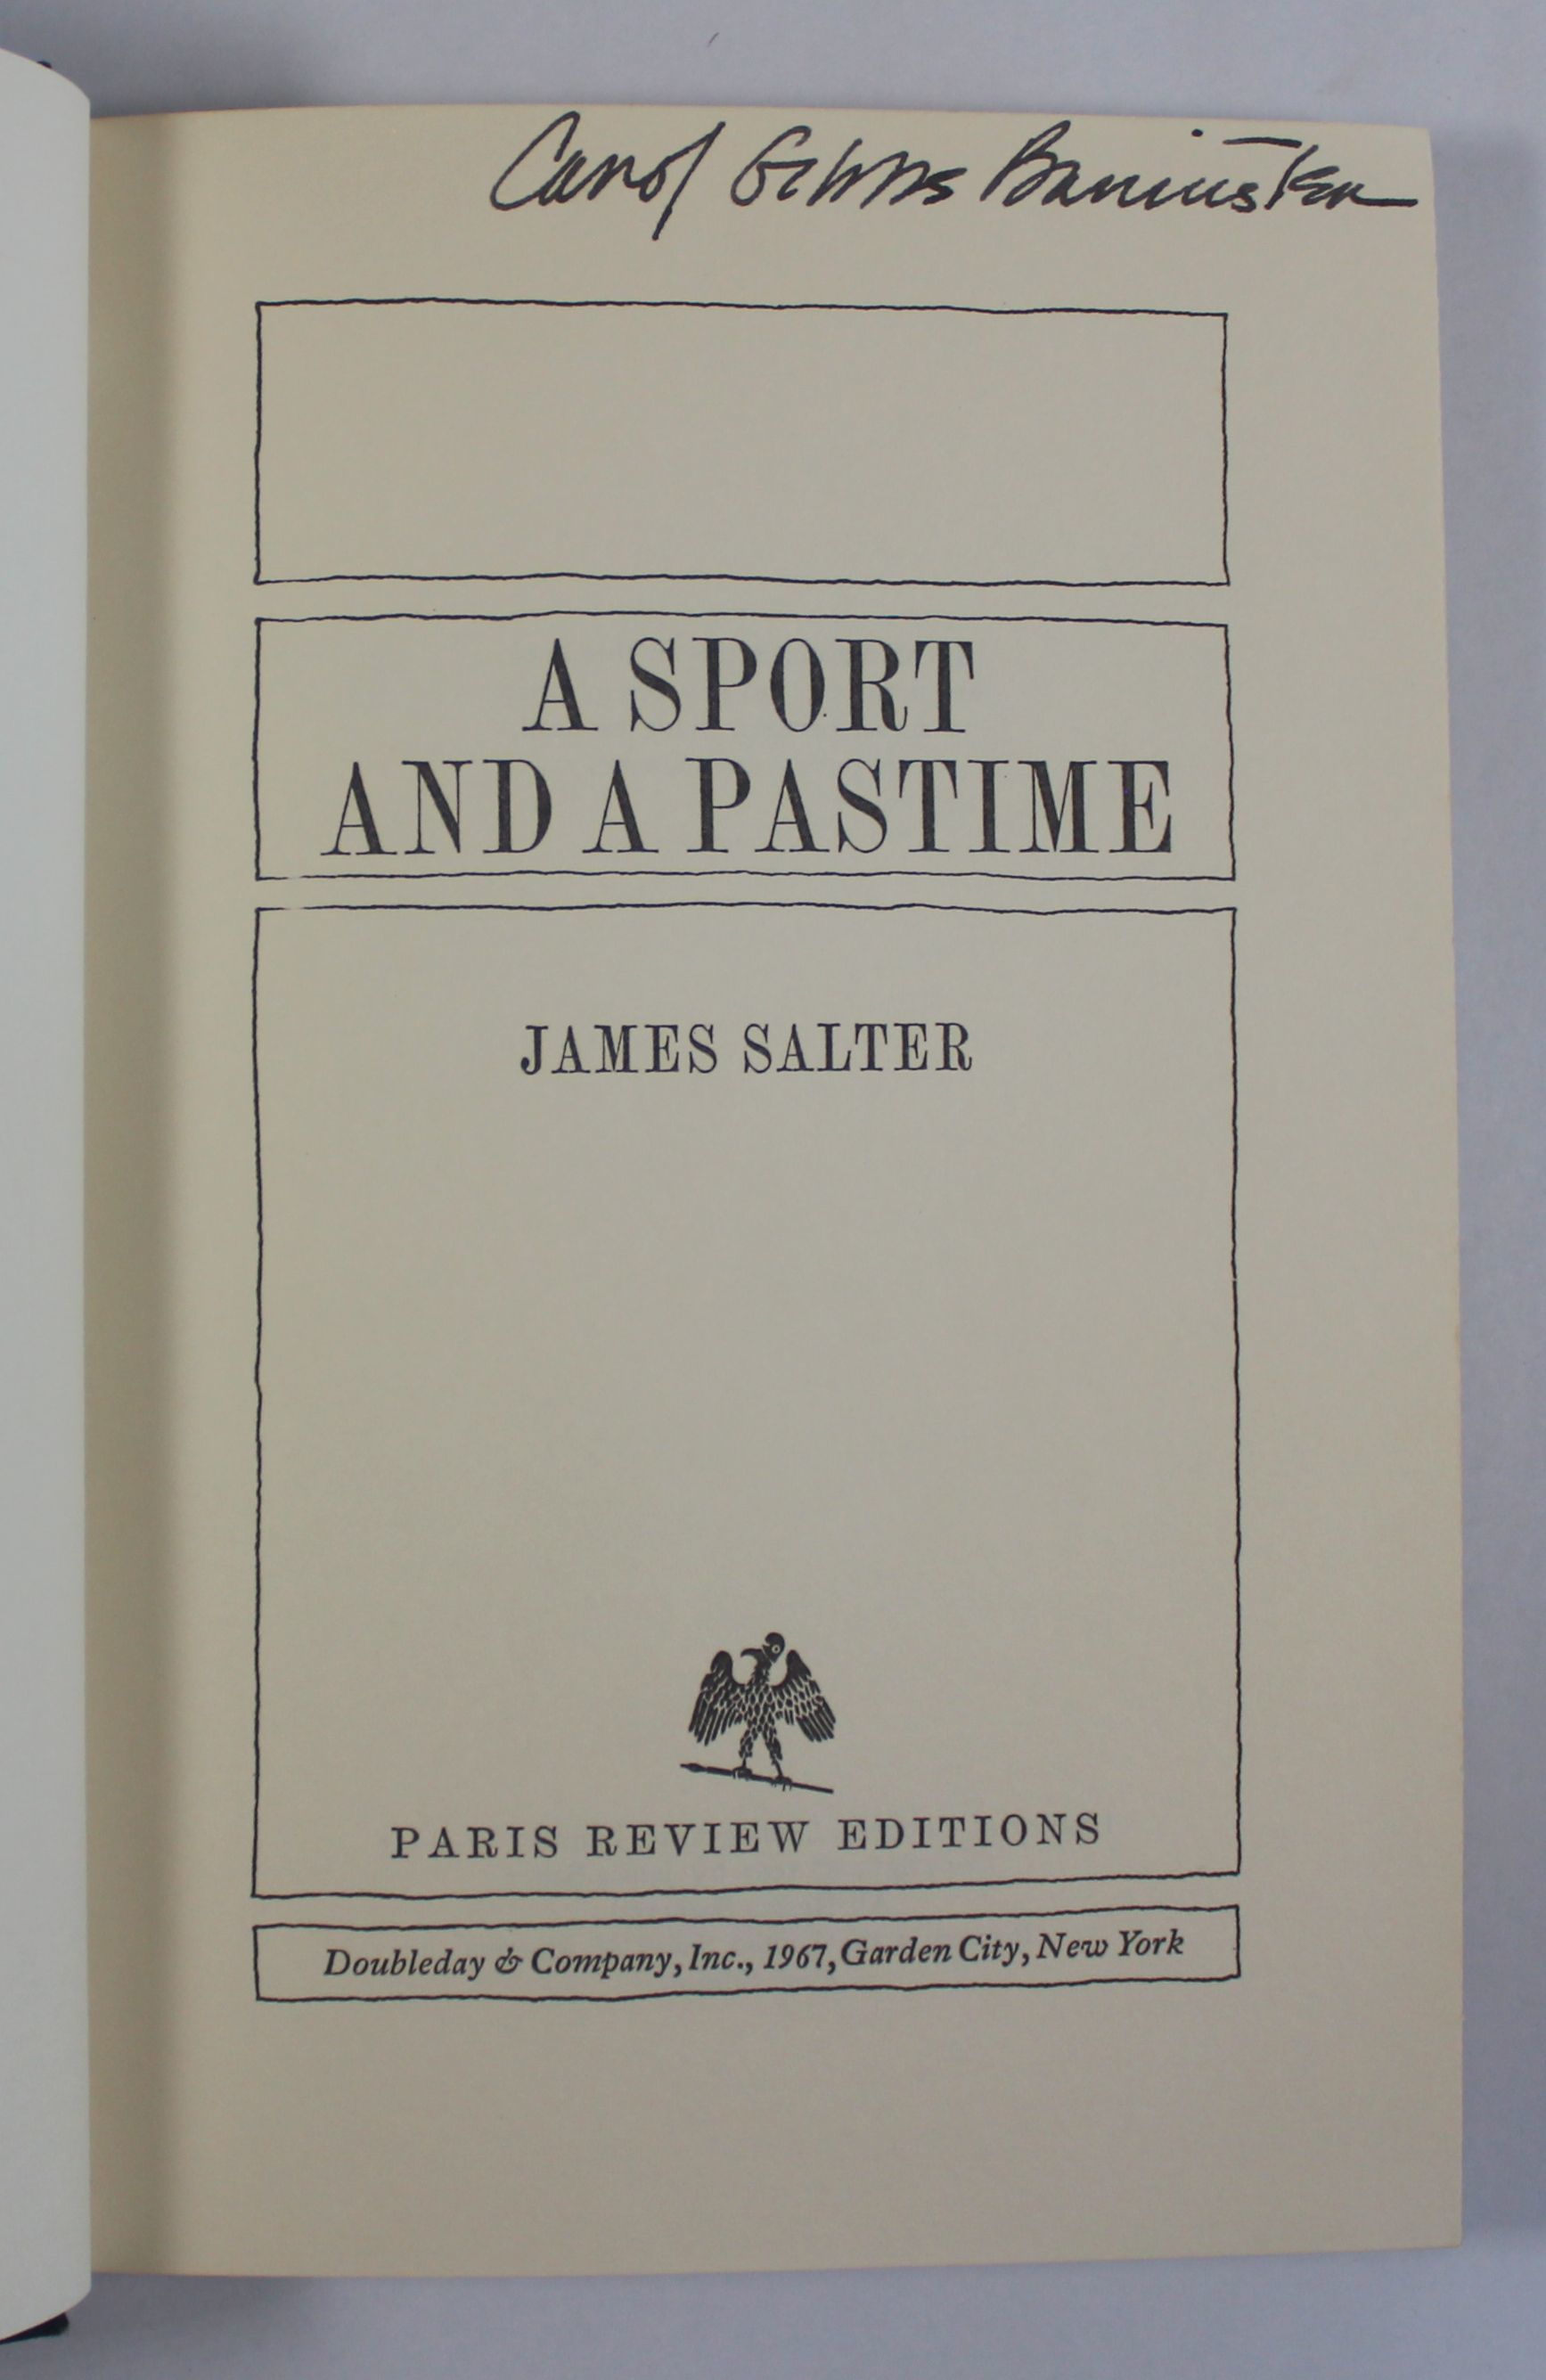 Carol Gibbs Bannister
A SPORT
AND A PASTIME
JAMES SALTER
PARIS REVIEW EDITIONS
Doubleday & Company, Inc., 1967, Garden City, New York